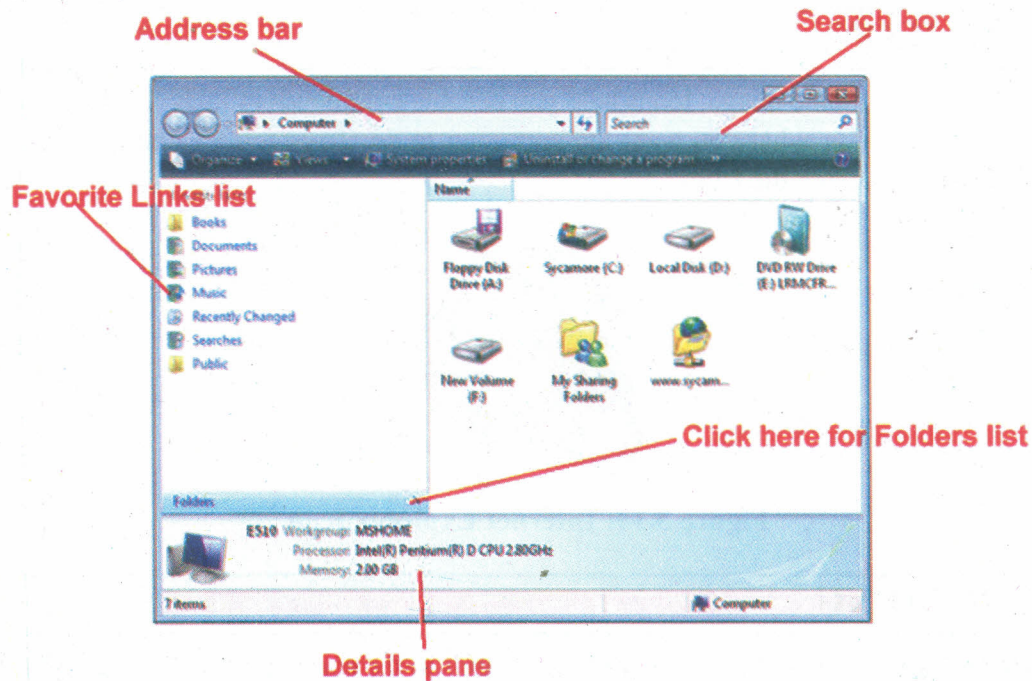 Address bar
Search box
Computer
Search
Organize
Views
System properties
Uninstall or change a program
»
Favorite Links list
Name
Books
Documents
Pictures
Music
Recently Changed
Searches
Public
Floppy Disk Drive (A:)
Sycamore (C:)
Local Disk (D:)
DVD RW Drive (E:) LRMCFR...
New Volume (F:)
My Sharing Folders
www.sycam...
Click here for Folders list
Folders
E510 Workgroup: MSHOME
Processor: Intel(R) Pentium(R) D CPU 2.80GHz
Memory: 2.00 GB
7 items
Computer
Details pane